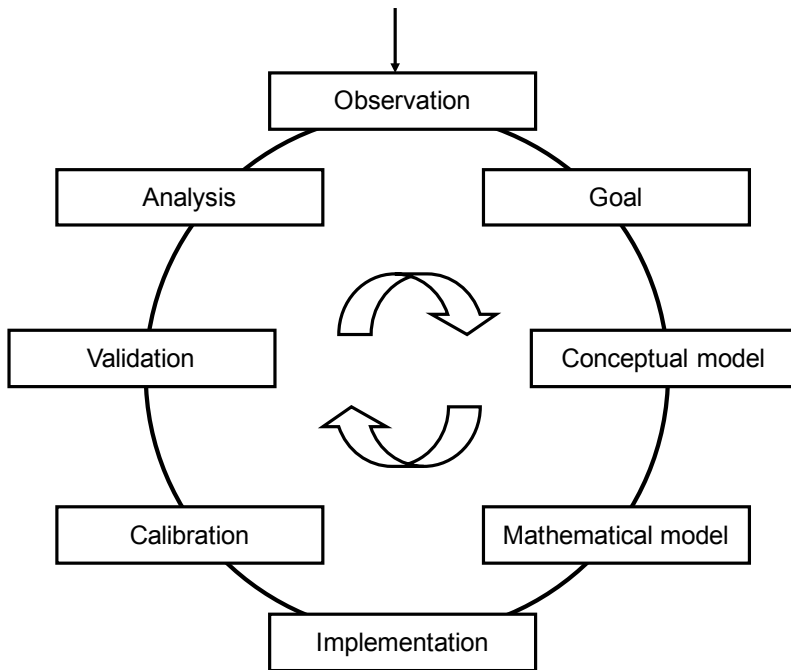 Observation
Analysis
Goal
Validation
Conceptual model
Calibration
Mathematical model
Implementation